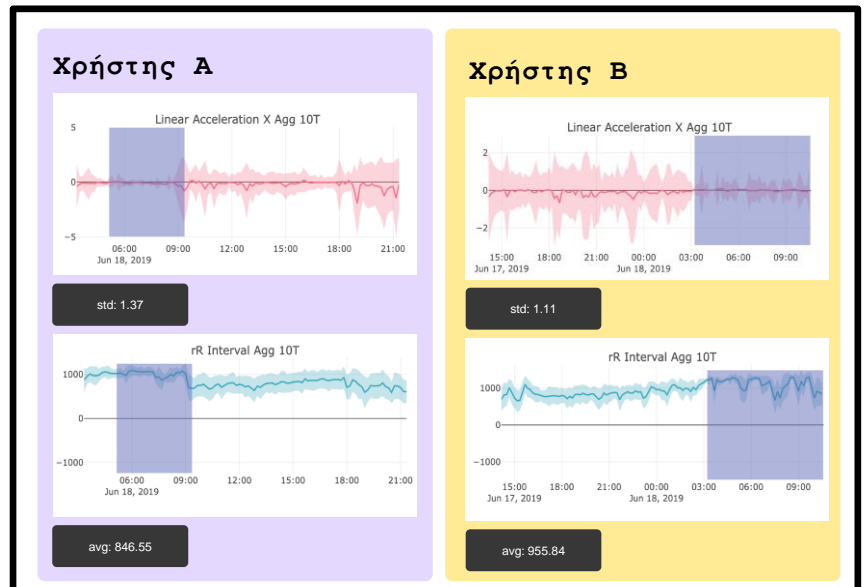 Χρήστης Α
Linear Acceleration X Agg 10T
5
0
−5
06:00 09:00 12:00 15:00 18:00 21:00
Jun 18, 2019
std: 1.37
rR Interval Agg 10T
1000
0
−1000
06:00 09:00 12:00 15:00 18:00 21:00
Jun 18, 2019
avg: 846.55
Χρήστης Β
Linear Acceleration X Agg 10T
2
0
−2
15:00 18:00 21:00 00:00 03:00 06:00 09:00
Jun 17, 2019 Jun 18, 2019
std: 1.11
rR Interval Agg 10T
1000
0
−1000
15:00 18:00 21:00 00:00 03:00 06:00 09:00
Jun 17, 2019 Jun 18, 2019
avg: 955.84